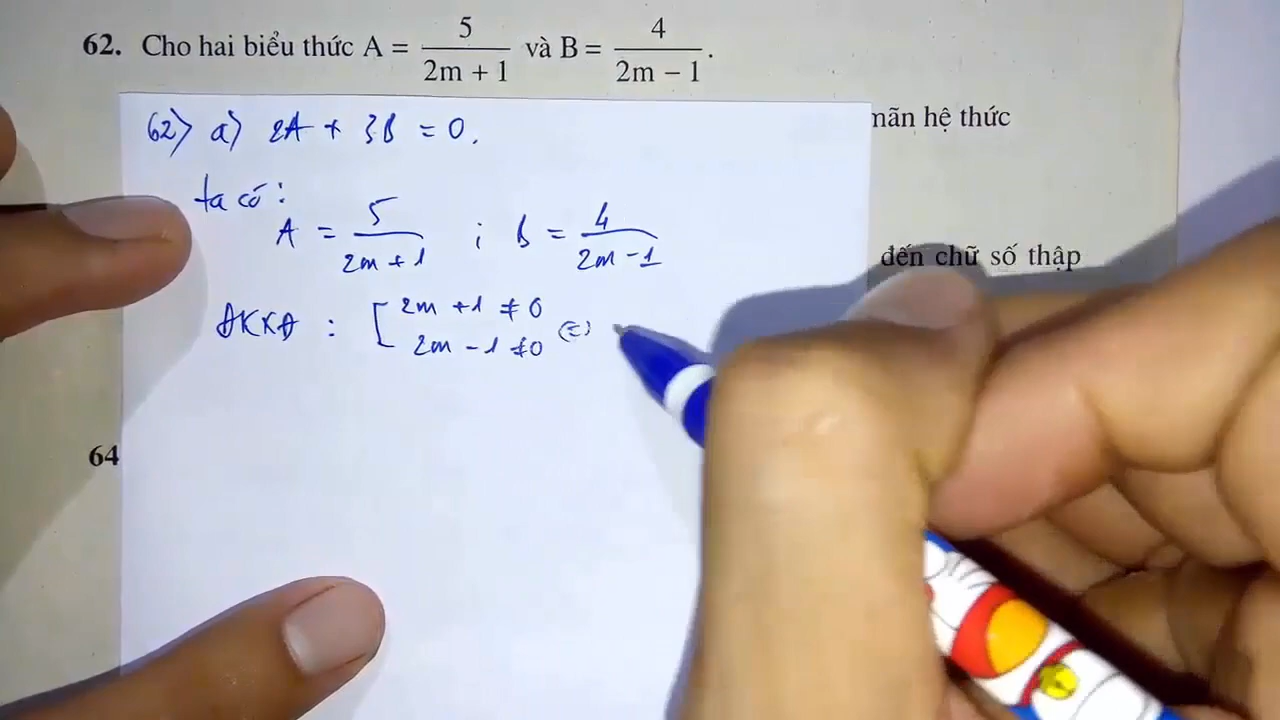 62. Cho hai biểu thức A = 5/(2m + 1) và B = 4/(2m − 1).
mãn hệ thức
62> a) 2A + 3B = 0.
ta có:
A = 5/(2m + 1) ; B = 4/(2m - 1)
đến chữ số thập
ĐKXĐ : [ 2m + 1 ≠ 0
2m - 1 ≠ 0 (=)
64